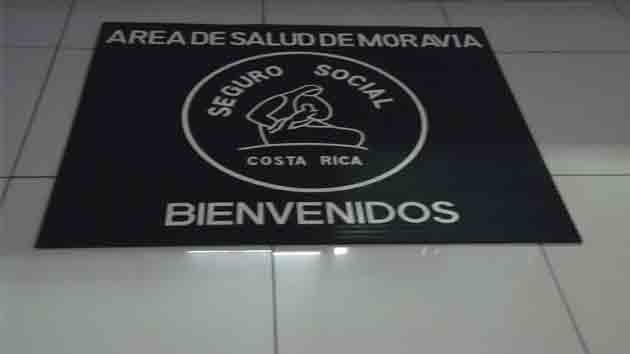 AREA DE SALUD DE MORAVIA
SEGURO SOCIAL
COSTA RICA
BIENVENIDOS